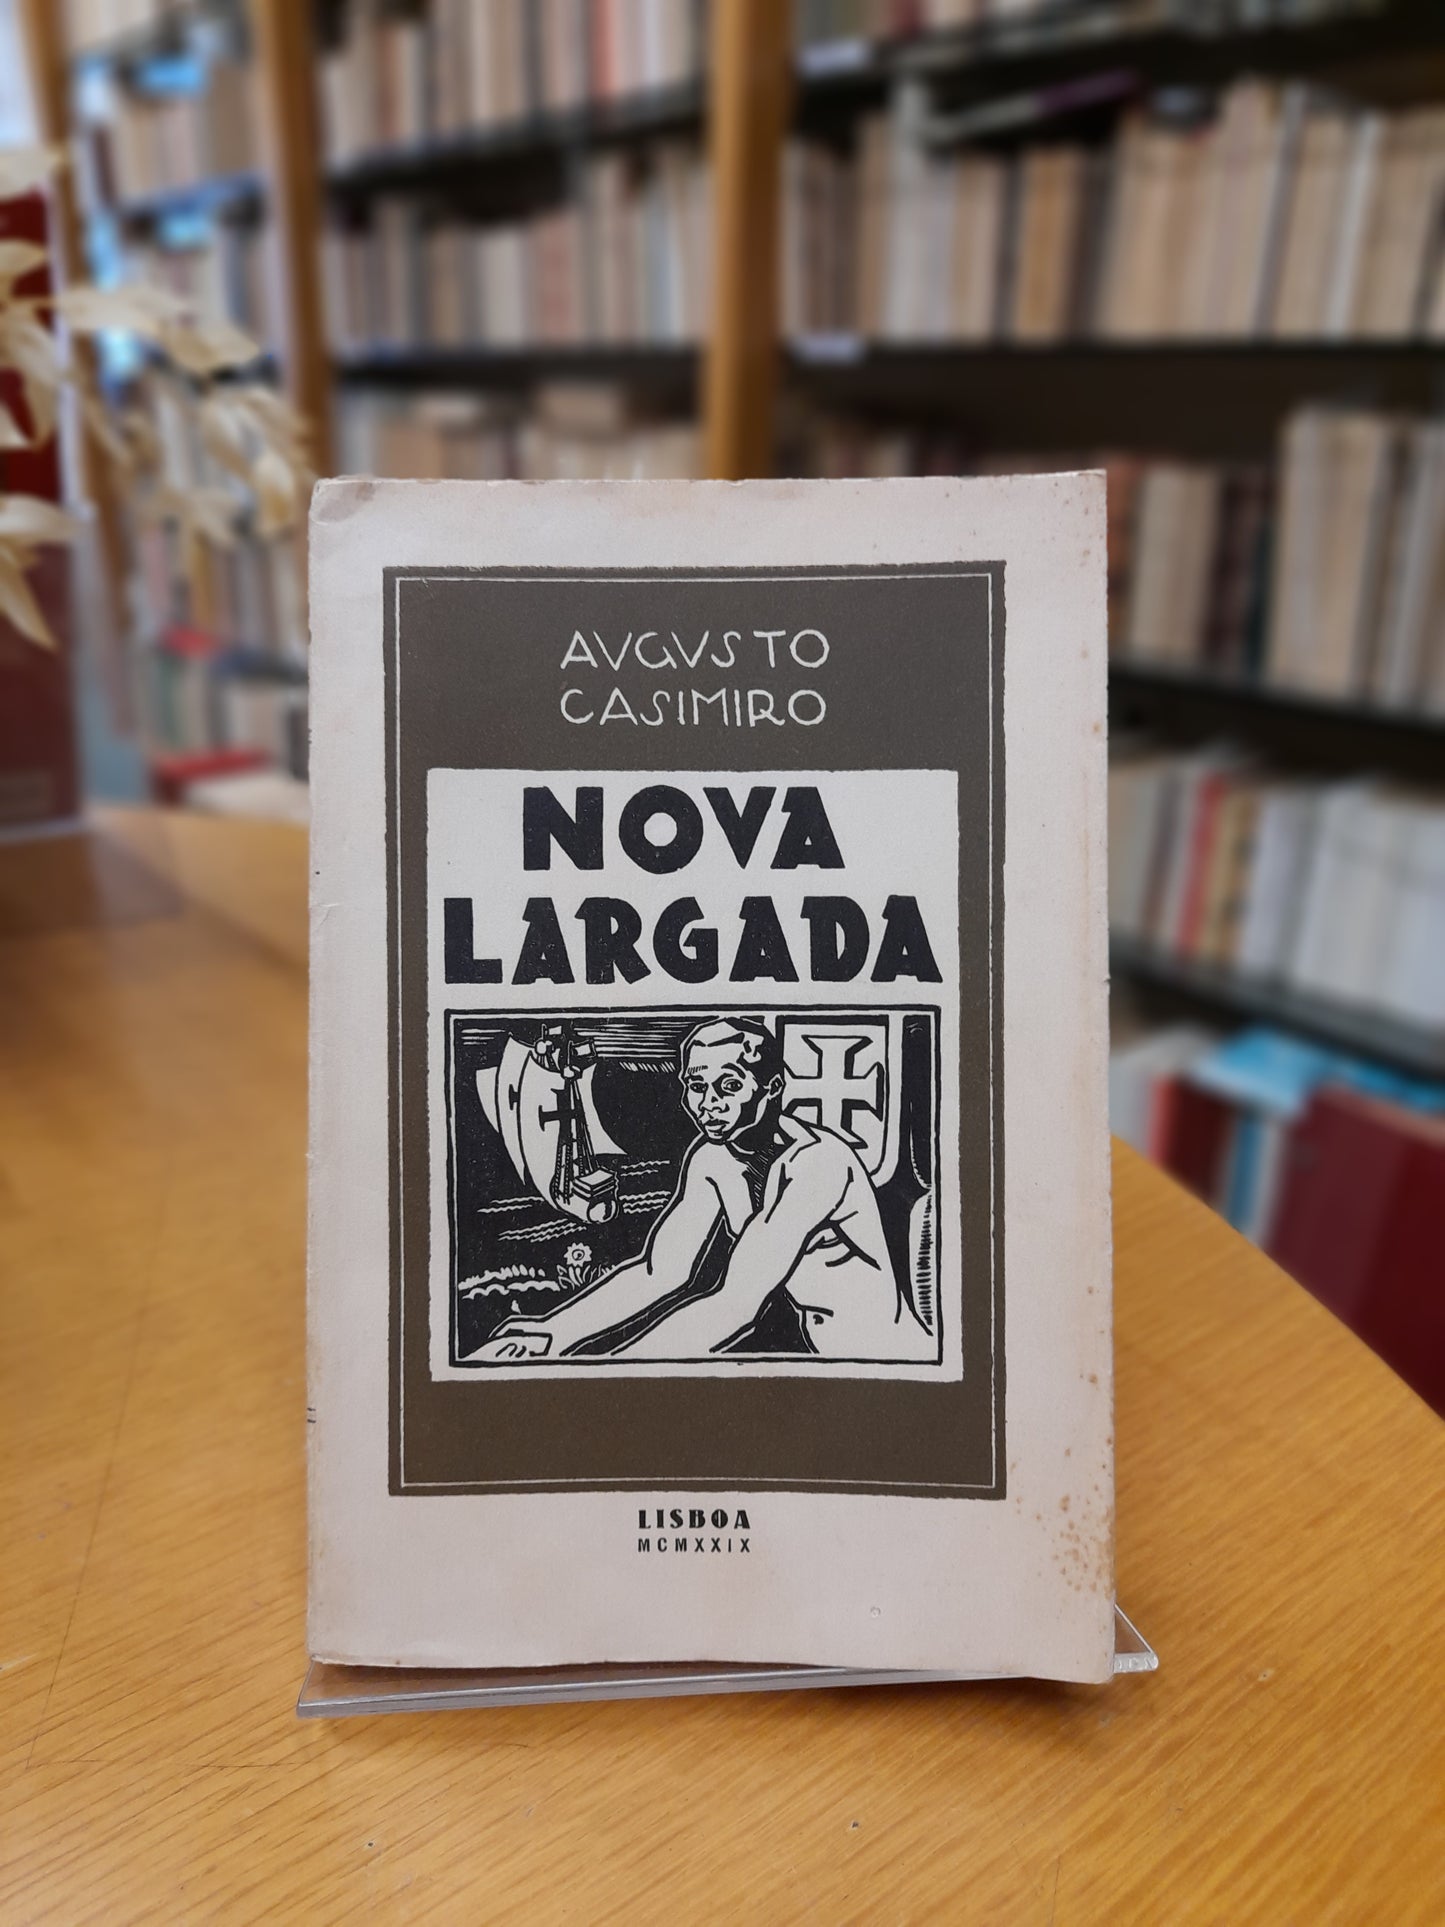 AVGVSTO
CASIMIRO
NOVA
LARGADA
LISBOA
MCMXXIX